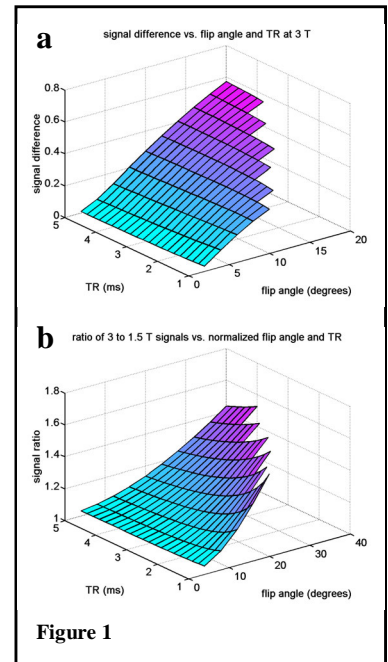 a
signal difference vs. flip angle and TR at 3 T
0.8
0.6
0.4
0.2
0
signal difference
5
4
3
2
1
TR (ms)
0
5
10
15
20
flip angle (degrees)
b
ratio of 3 to 1.5 T signals vs. normalized flip angle and TR
1.8
1.6
1.4
1.2
1
signal ratio
5
4
3
2
1
TR (ms)
0
10
20
30
40
flip angle (degrees)
Figure 1